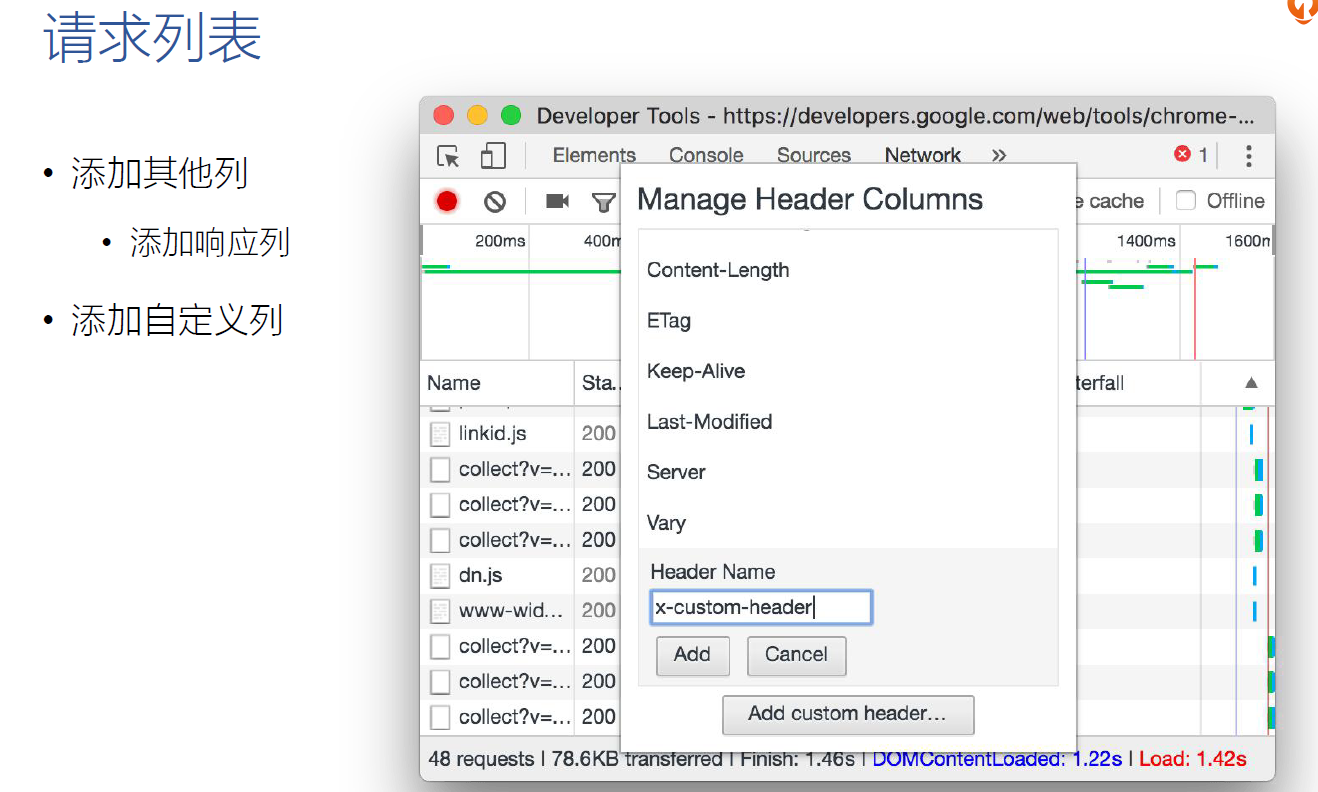 请求列表
• 添加其他列
• 添加响应列
• 添加自定义列
Developer Tools - https://developers.google.com/web/tools/chrome-...
Elements Console Sources Network » 1
cache Offline
200ms 1400ms
Manage Header Columns
Content-Length
ETag
Keep-Alive
Last-Modified
Server
Vary
Header Name
x-custom-header
Add Cancel
Add custom header...
Name Sta...
linkid.js 200
collect?v=... 200
collect?v=... 200
collect?v=... 200
dn.js 200
www-wid... 200
collect?v=... 200
collect?v=... 200
collect?v=... 200
48 requests | 78.6KB transferred | Finish: 1.46s | DOMContentLoaded: 1.22s | Load: 1.42s